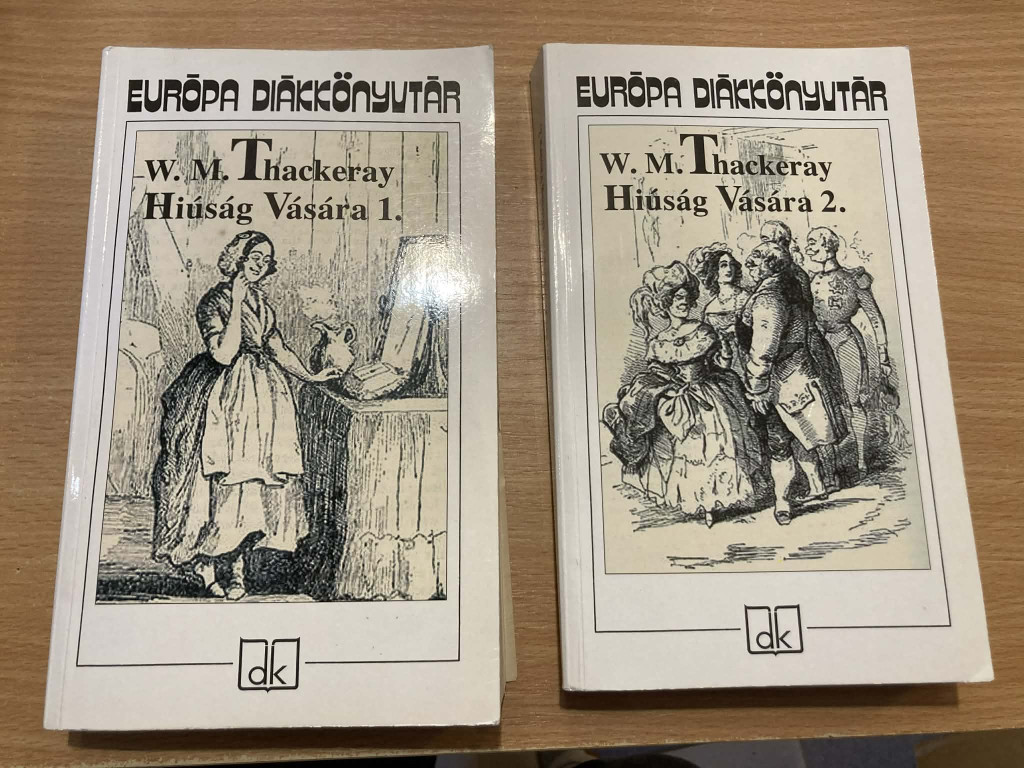 EURÓPA DIÁKKÖNYVTÁR
W. M. Thackeray
Hiúság Vására 1.
dk
EURÓPA DIÁKKÖNYVTÁR
W. M. Thackeray
Hiúság Vására 2.
dk